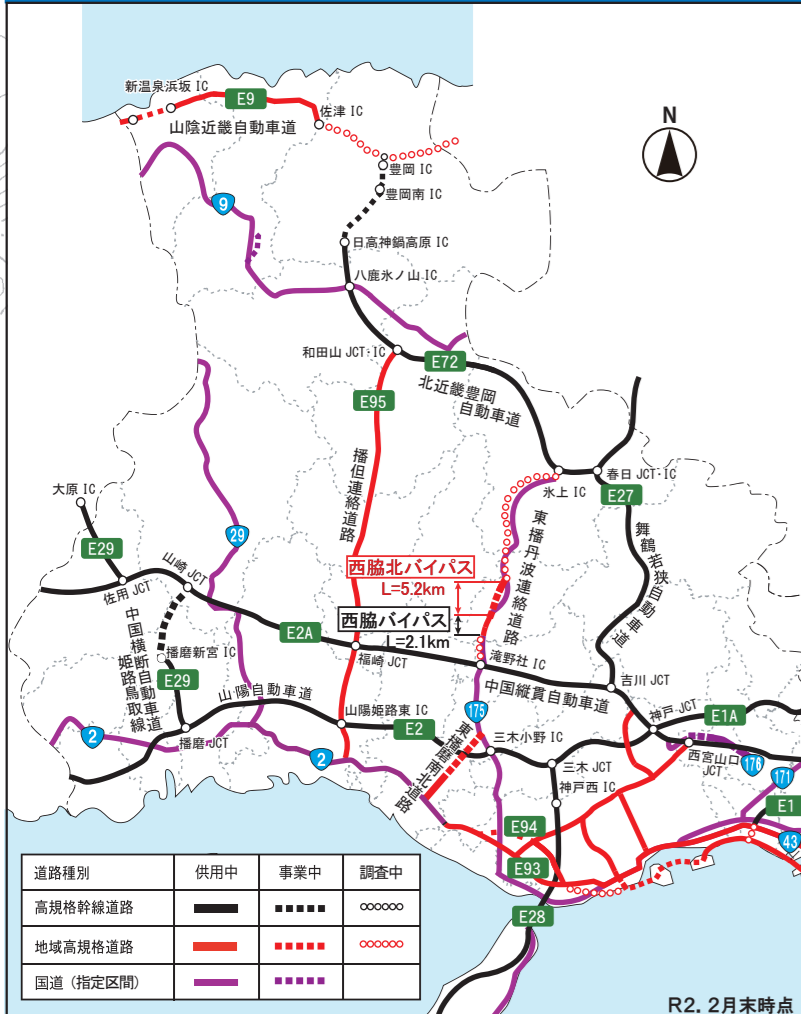 新温泉浜坂 IC
E9
佐津 IC
山陰近畿自動車道
N
豊岡 IC
豊岡南 IC
9
日高神鍋高原 IC
八鹿氷ノ山 IC
和田山 JCT·IC
E72
北近畿豊岡
自動車道
E95
播但連絡道路
大原 IC
氷上 IC
春日 JCT·IC
E27
東播丹波連絡道路
舞鶴若狭自動車道
29
E29
山崎 JCT
佐用 JCT
西脇北バイパス
L=5.2km
西脇バイパス
L=2.1km
E2A
中国横断自動車道
姫路鳥取線
播磨新宮 IC
福崎 JCT
滝野社 IC
中国縦貫自動車道
吉川 JCT
E29
山陽自動車道
175
神戸 JCT
E1A
2
播磨 JCT
山陽姫路東 IC
E2
三木小野 IC
2
東播磨南北道路
三木 JCT
西宮山口
JCT
176
171
神戸西 IC
E1
E94
43
E93
E28
道路種別 供用中 事業中 調査中
高規格幹線道路
地域高規格道路
国道（指定区間）
R2. 2月末時点